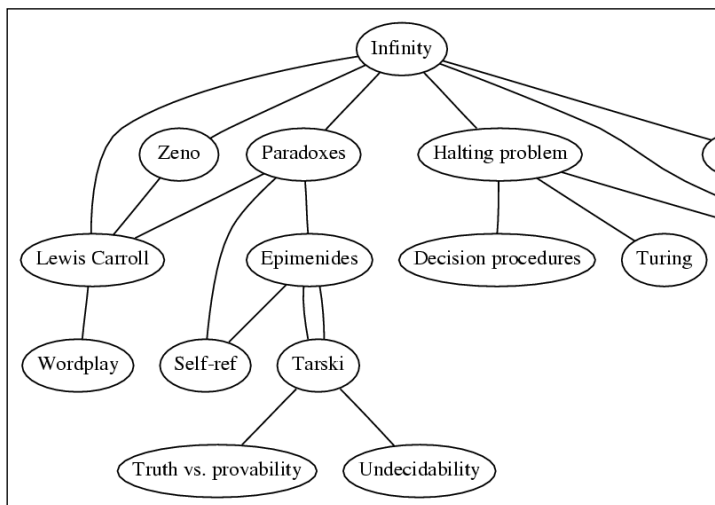 Infinity
Zeno
Paradoxes
Halting problem
Lewis Carroll
Epimenides
Decision procedures
Turing
Wordplay
Self-ref
Tarski
Truth vs. provability
Undecidability